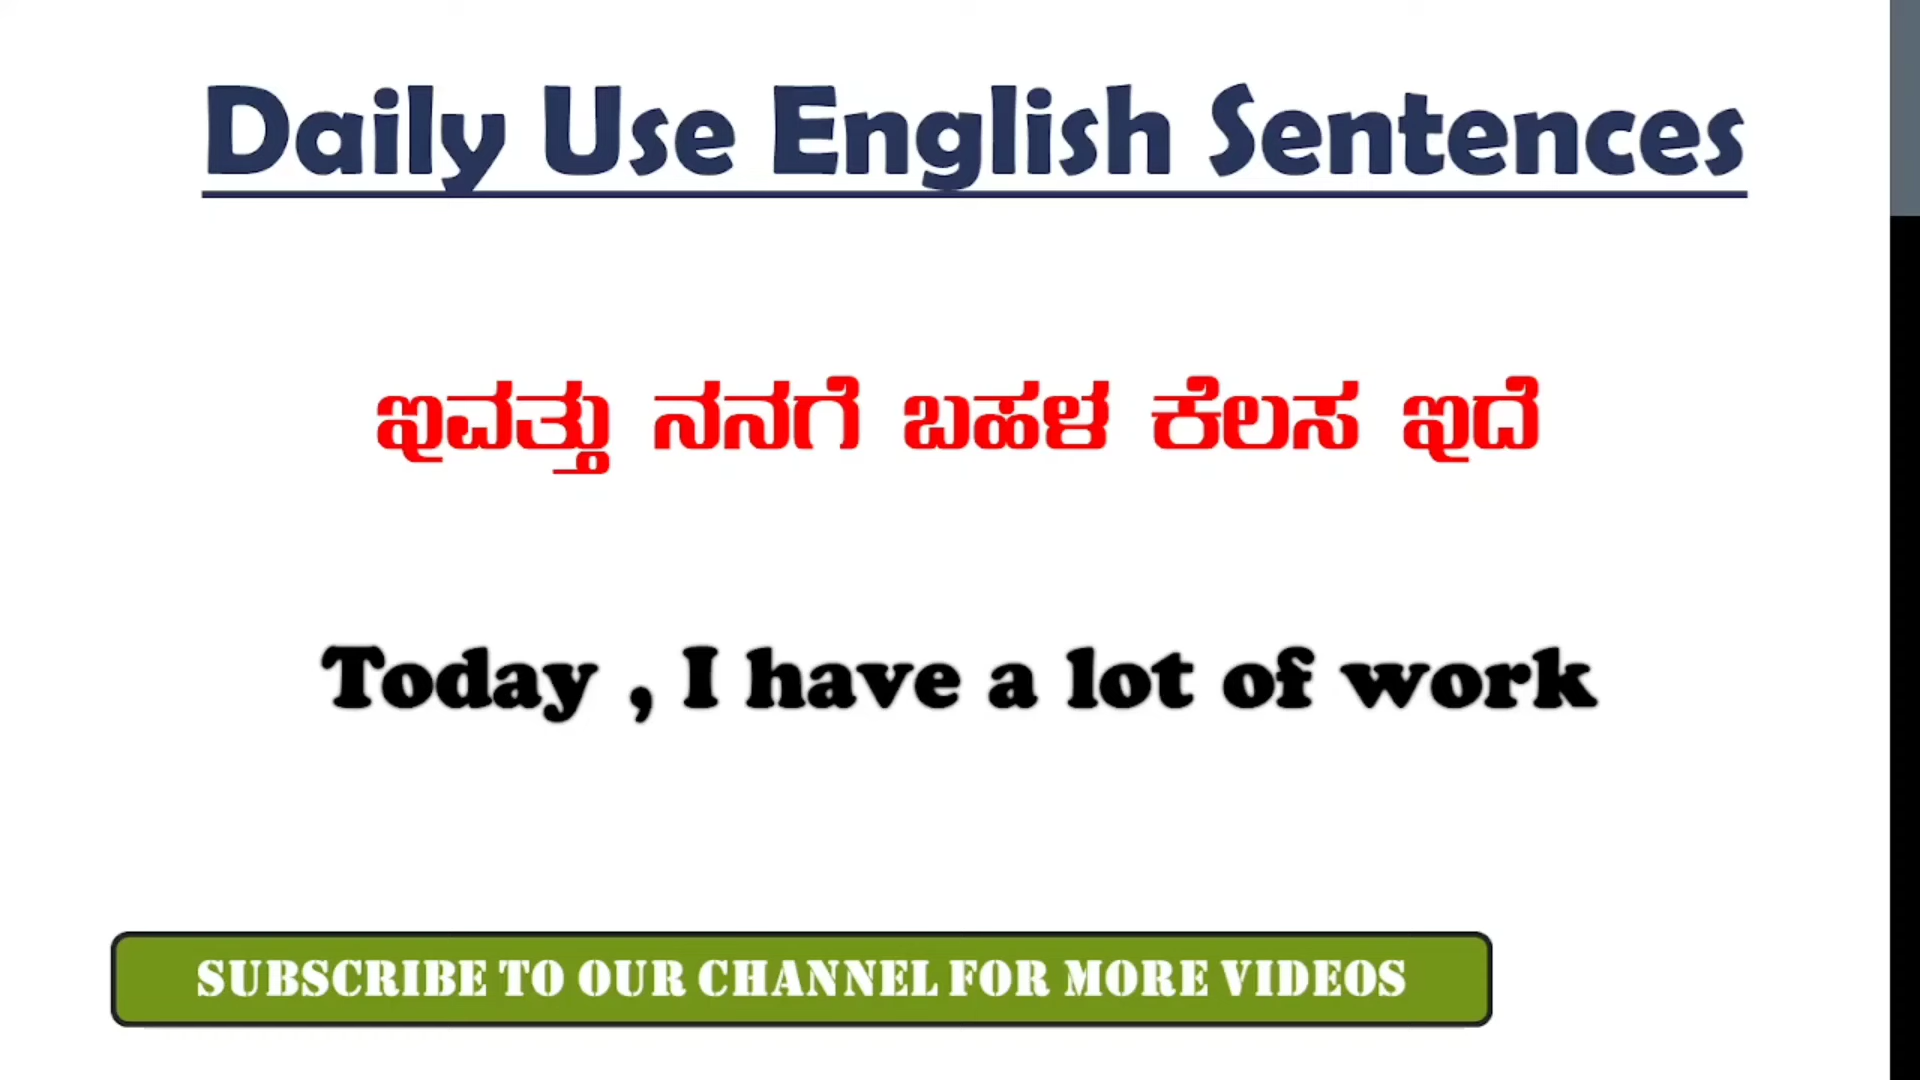 Daily Use English Sentences
ಇವತ್ತು ನನಗೆ ಬಹಳ ಕೆಲಸ ಇದೆ
Today , I have a lot of work
SUBSCRIBE TO OUR CHANNEL FOR MORE VIDEOS